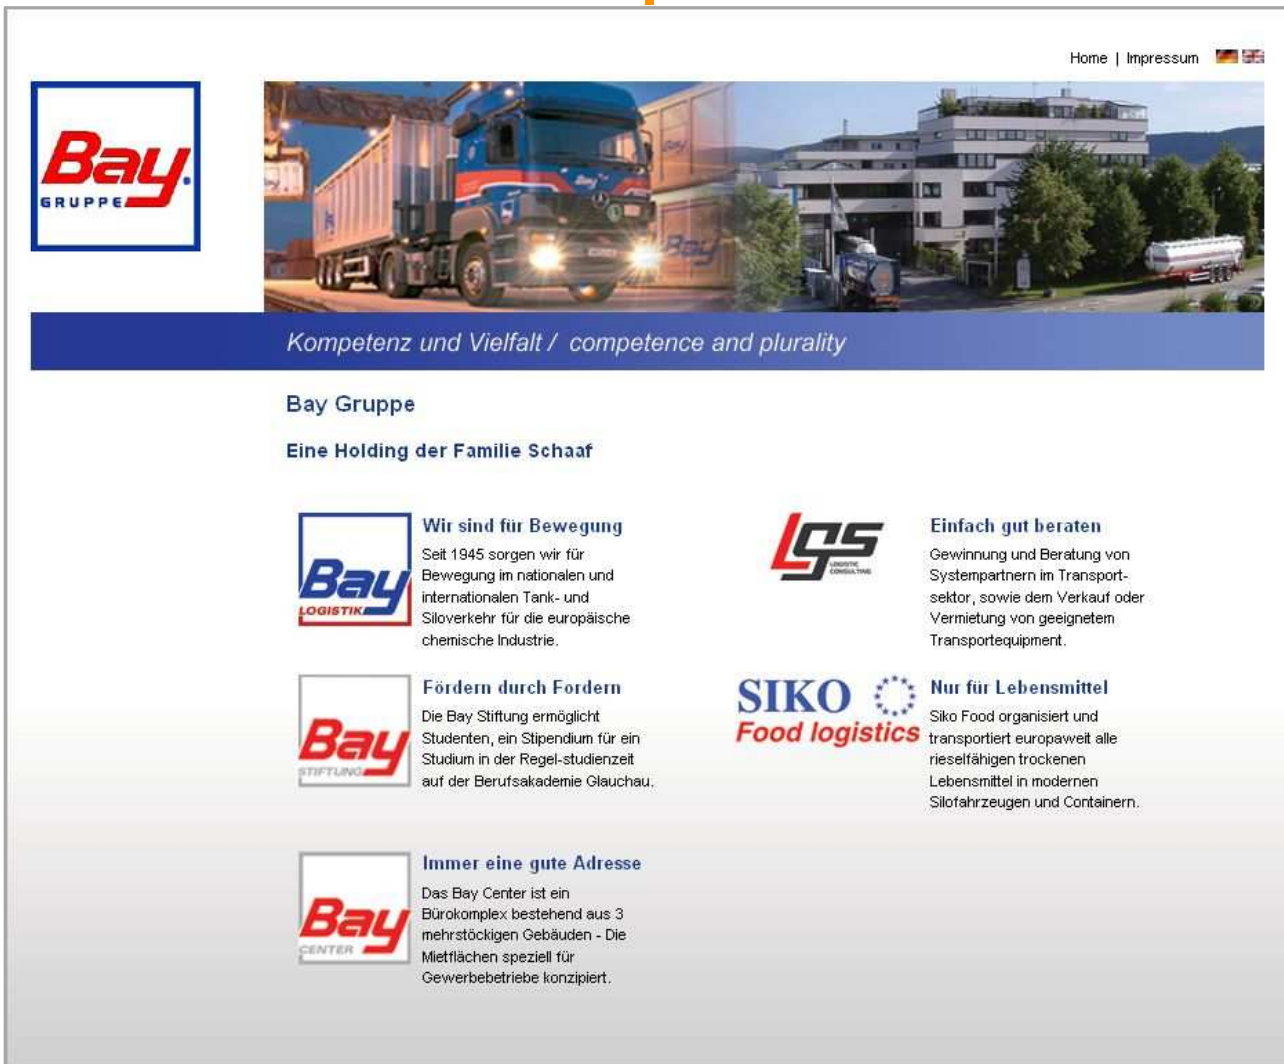 Home | Impressum
Bay.
GRUPPE
Bay
Bay
Bay
Kompetenz und Vielfalt / competence and plurality
Bay Gruppe
Eine Holding der Familie Schaaf
Bay
LOGISTIK
Wir sind für Bewegung
Seit 1945 sorgen wir für
Bewegung im nationalen und
internationalen Tank- und
Siloverkehr für die europäische
chemische Industrie.
Lgs
LOGISTIC
CONSULTING
Einfach gut beraten
Gewinnung und Beratung von
Systempartnern im Transport-
sektor, sowie dem Verkauf oder
Vermietung von geeignetem
Transportequipment.
Bay
STIFTUNG
Fördern durch Fordern
Die Bay Stiftung ermöglicht
Studenten, ein Stipendium für ein
Studium in der Regel-studienzeit
auf der Berufsakademie Glauchau.
SIKO
Food logistics
Nur für Lebensmittel
Siko Food organisiert und
transportiert europaweit alle
rieselfähigen trockenen
Lebensmittel in modernen
Silofahrzeugen und Containern.
Bay
CENTER
Immer eine gute Adresse
Das Bay Center ist ein
Bürokomplex bestehend aus 3
mehrstöckigen Gebäuden - Die
Mietflächen speziell für
Gewerbebetriebe konzipiert.